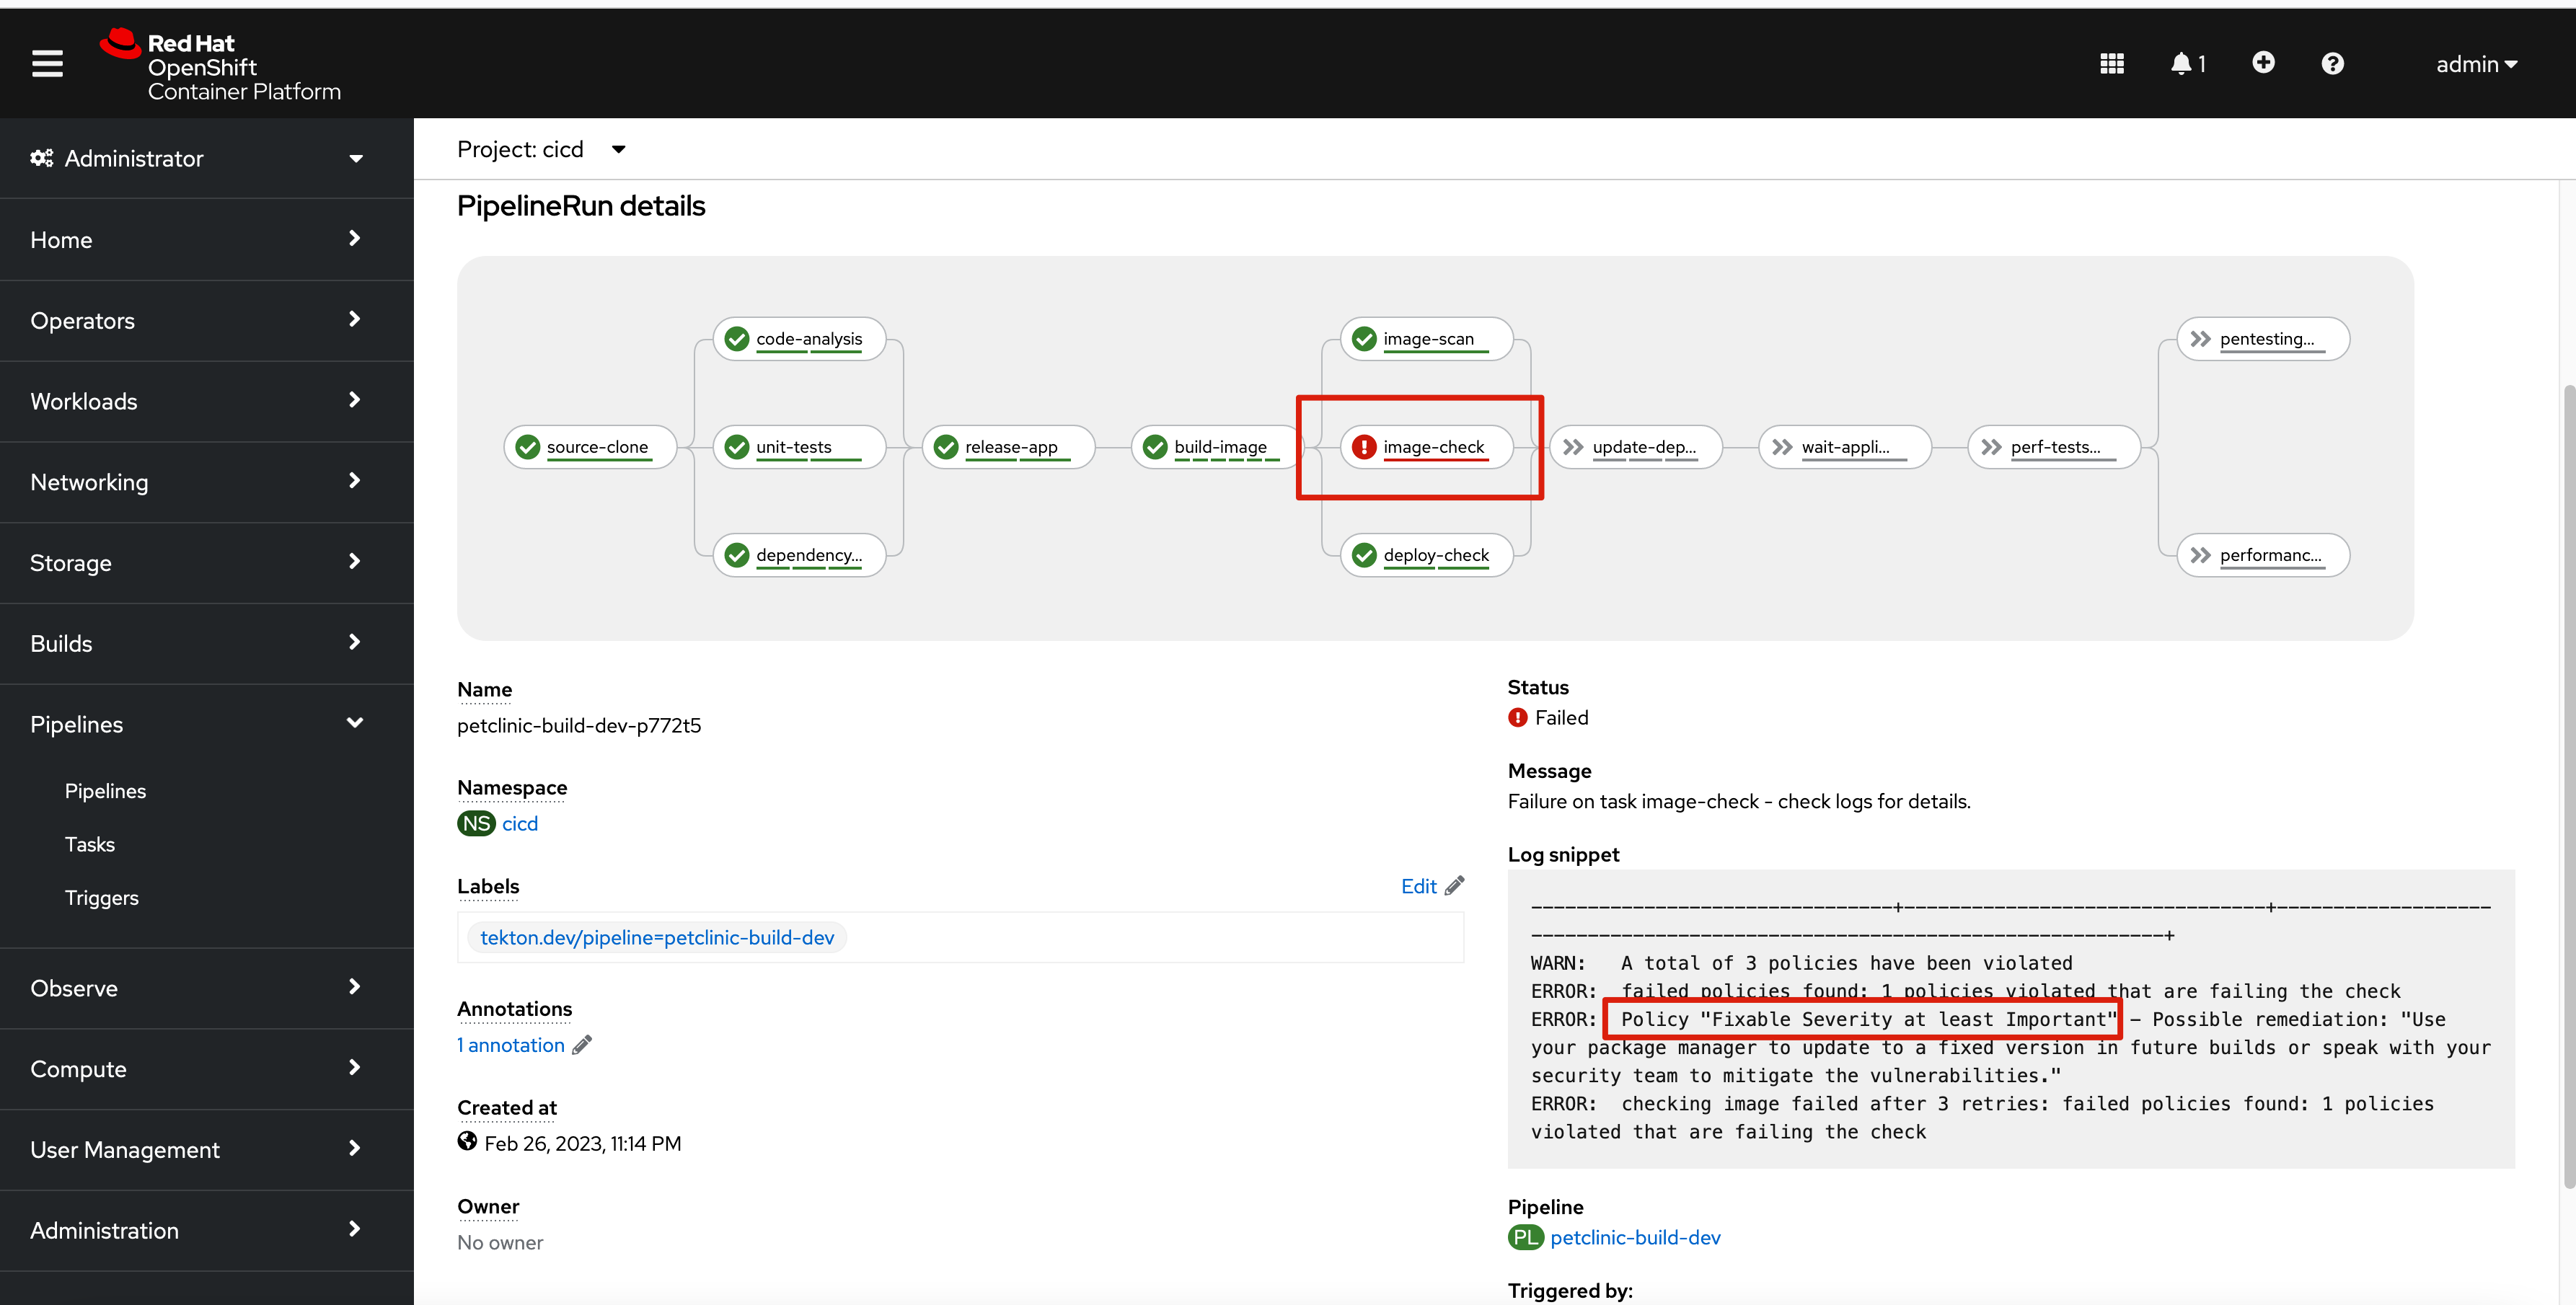 Red Hat
OpenShift
Container Platform
1
admin
Administrator
Home
Operators
Workloads
Networking
Storage
Builds
Pipelines
Pipelines
Tasks
Triggers
Observe
Compute
User Management
Administration
Project: cicd
PipelineRun details
source-clone
code-analysis
unit-tests
dependency...
release-app
build-image
image-scan
image-check
deploy-check
update-dep...
wait-appli...
perf-tests...
pentesting...
performanc...
Name
petclinic-build-dev-p772t5
Namespace
NS cicd
Labels
Edit
tekton.dev/pipeline=petclinic-build-dev
Annotations
1 annotation
Created at
Feb 26, 2023, 11:14 PM
Owner
No owner
Status
Failed
Message
Failure on task image-check - check logs for details.
Log snippet
--------------------------------+--------------------------------+-------------------
--------------------------------------------------------+
WARN:   A total of 3 policies have been violated
ERROR:  failed policies found: 1 policies violated that are failing the check
ERROR:  Policy "Fixable Severity at least Important" – Possible remediation: "Use
your package manager to update to a fixed version in future builds or speak with your
security team to mitigate the vulnerabilities."
ERROR:  checking image failed after 3 retries: failed policies found: 1 policies
violated that are failing the check
Pipeline
PL petclinic-build-dev
Triggered by: